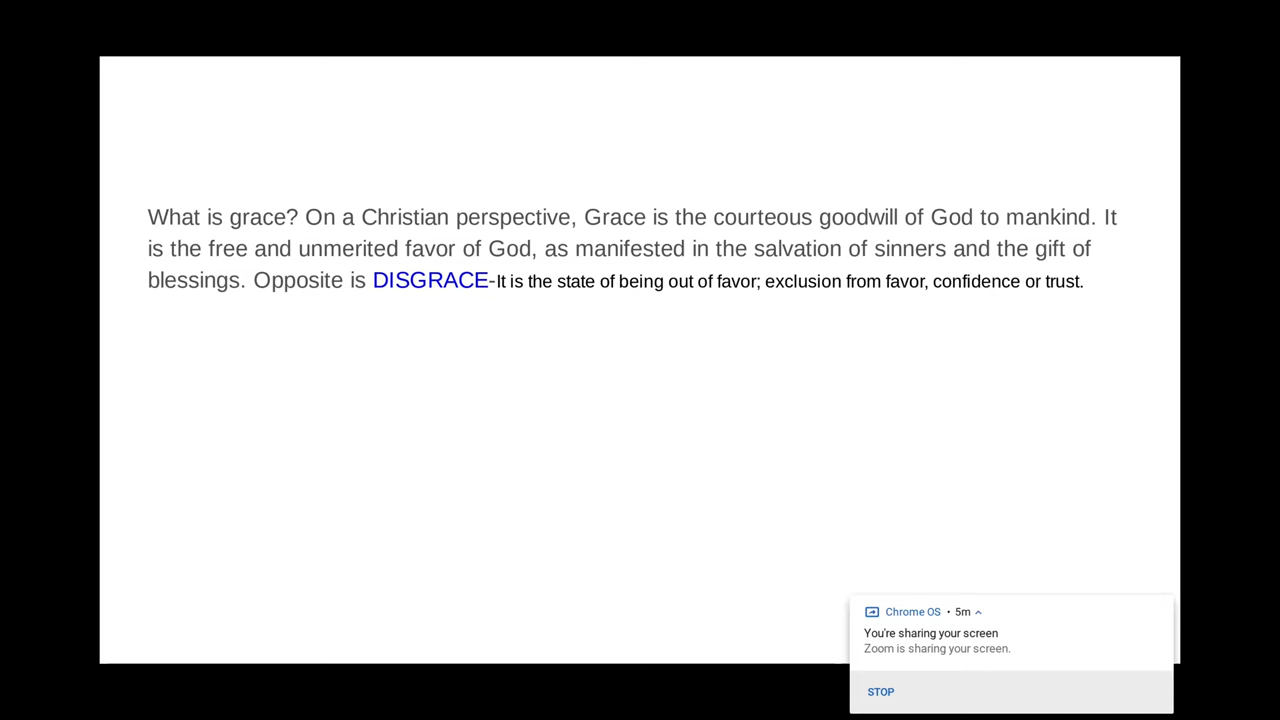 What is grace? On a Christian perspective, Grace is the courteous goodwill of God to mankind. It
is the free and unmerited favor of God, as manifested in the salvation of sinners and the gift of
blessings. Opposite is DISGRACE-It is the state of being out of favor; exclusion from favor, confidence or trust.
Chrome OS • 5m
You're sharing your screen
Zoom is sharing your screen.
STOP